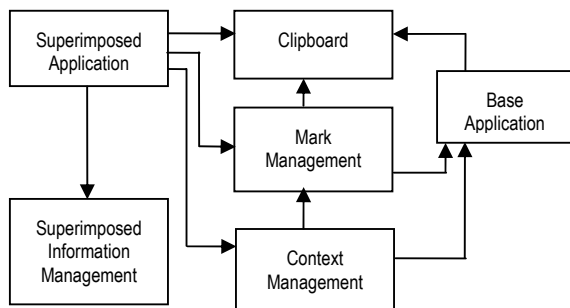 Superimposed
Application
Clipboard
Base
Application
Mark
Management
Superimposed
Information
Management
Context
Management